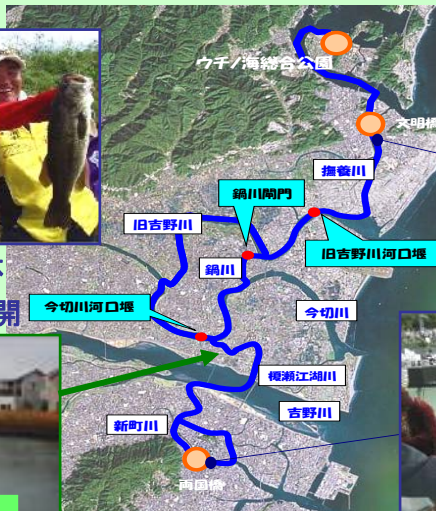 ウチノ海総合公園
文明橋
撫養川
鍋川閘門
旧吉野川
旧吉野川河口堰
鍋川
今切川河口堰
今切川
開
榎瀬江湖川
吉野川
新町川
両国橋